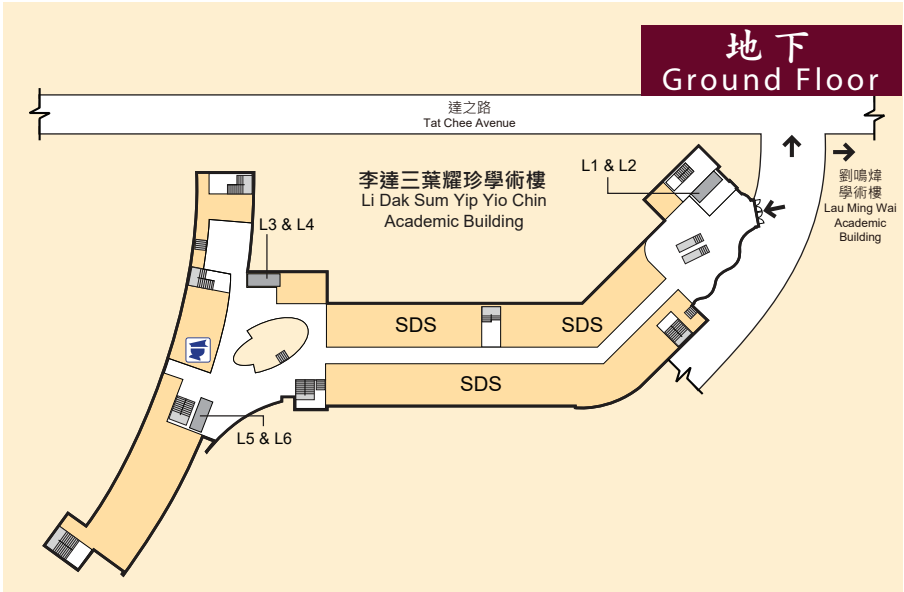 地下
Ground Floor
達之路
Tat Chee Avenue
李達三葉耀珍學術樓
Li Dak Sum Yip Yio Chin
Academic Building
L1 & L2
劉鳴煒
學術樓
Lau Ming Wai
Academic
Building
L3 & L4
SDS
SDS
SDS
L5 & L6